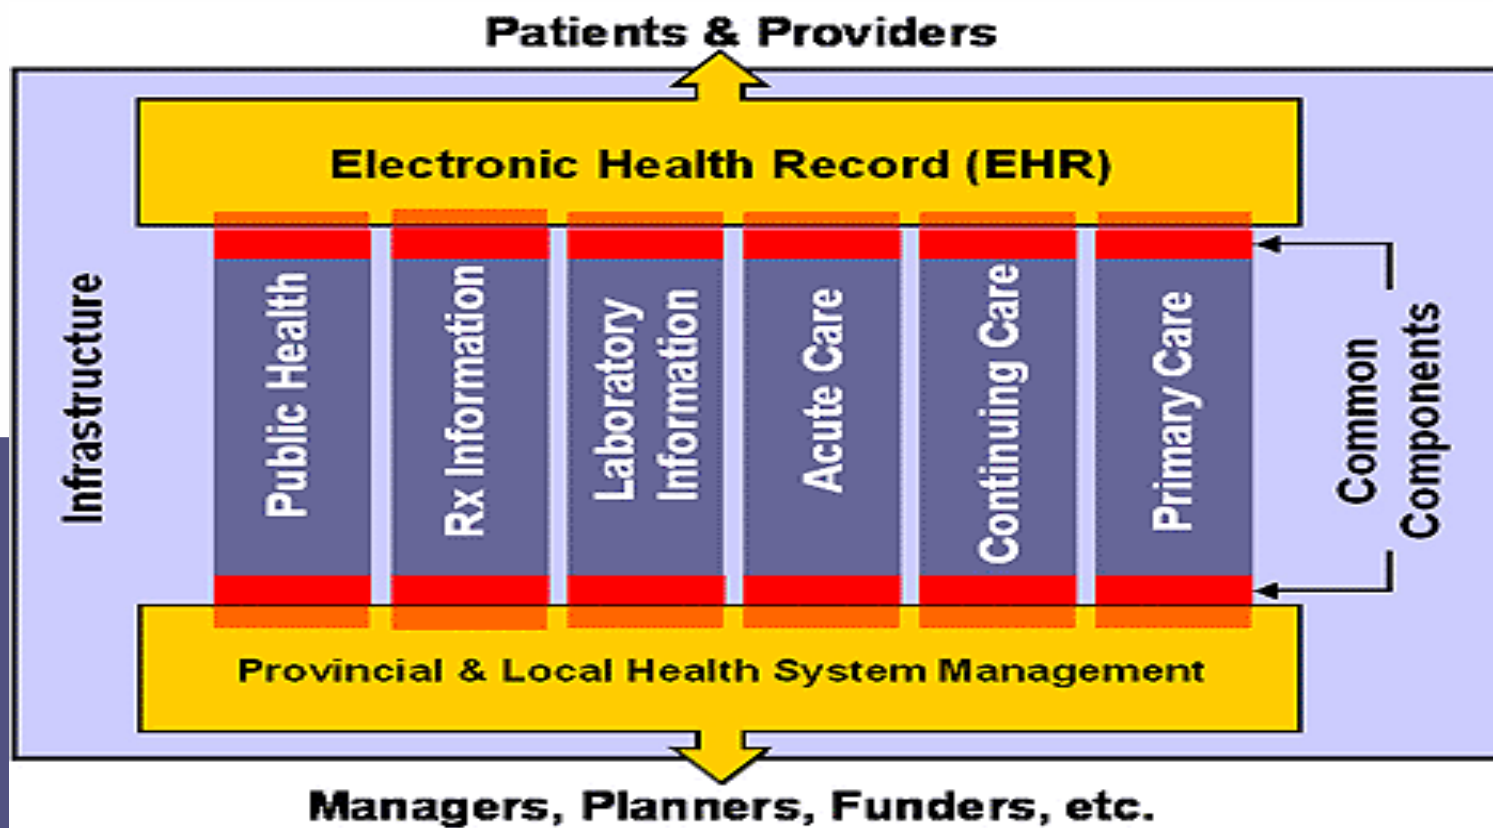 Patients & Providers
Electronic Health Record (EHR)
Infrastructure
Public Health
Rx Information
Laboratory
Information
Acute Care
Continuing Care
Primary Care
Common
Components
Provincial & Local Health System Management
Managers, Planners, Funders, etc.